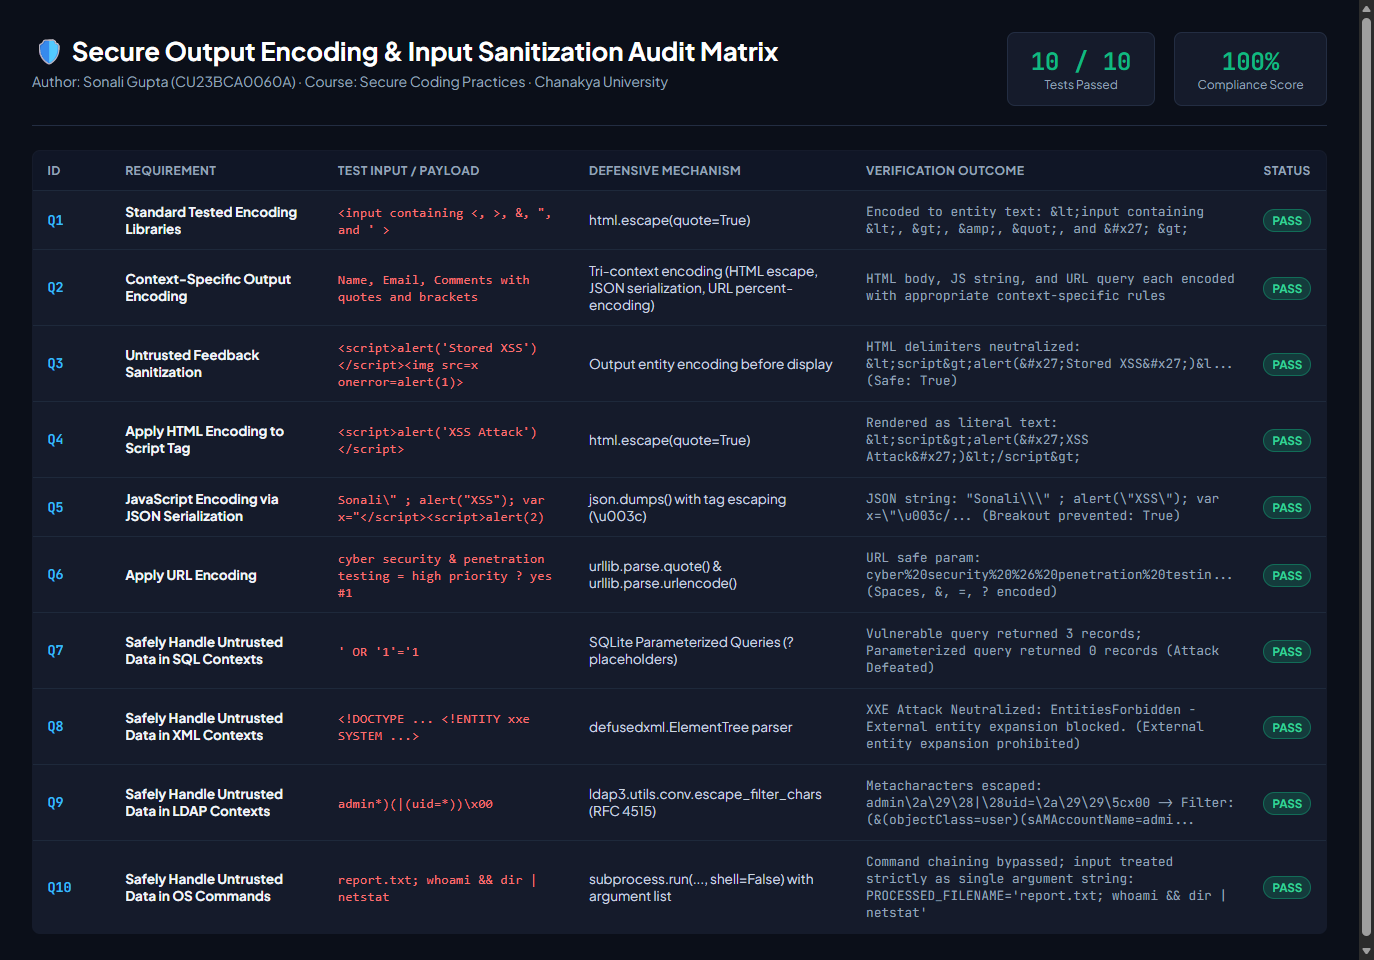 Secure Output Encoding & Input Sanitization Audit Matrix
Author: Sonali Gupta (CU23BCA0060A) · Course: Secure Coding Practices · Chanakya University
10 / 10
Tests Passed
100%
Compliance Score
ID REQUIREMENT TEST INPUT / PAYLOAD DEFENSIVE MECHANISM VERIFICATION OUTCOME STATUS
Q1
Standard Tested Encoding
Libraries
<input containing <, >, &, ",
and ' >
html.escape(quote=True)
Encoded to entity text: &lt;input containing
&lt;, &gt;, &amp;, &quot;, and &#x27; &gt;
PASS
Q2
Context-Specific Output
Encoding
Name, Email, Comments with
quotes and brackets
Tri-context encoding (HTML escape,
JSON serialization, URL percent-
encoding)
HTML body, JS string, and URL query each encoded
with appropriate context-specific rules
PASS
Q3
Untrusted Feedback
Sanitization
<script>alert('Stored XSS')
</script><img src=x
onerror=alert(1)>
Output entity encoding before display
HTML delimiters neutralized:
&lt;script&gt;alert(&#x27;Stored XSS&#x27;)&l...
(Safe: True)
PASS
Q4
Apply HTML Encoding to
Script Tag
<script>alert('XSS Attack')
</script>
html.escape(quote=True)
Rendered as literal text:
&lt;script&gt;alert(&#x27;XSS
Attack&#x27;)&lt;/script&gt;
PASS
Q5
JavaScript Encoding via
JSON Serialization
Sonali\" ; alert("XSS"); var
x="</script><script>alert(2)
json.dumps() with tag escaping
(\u003c)
JSON string: "Sonali\\\" ; alert(\"XSS\"); var
x=\"\u003c/... (Breakout prevented: True)
PASS
Q6
Apply URL Encoding
cyber security & penetration
testing = high priority ? yes
#1
urllib.parse.quote() &
urllib.parse.urlencode()
URL safe param:
cyber%20security%20%26%20penetration%20testin...
(Spaces, &, =, ? encoded)
PASS
Q7
Safely Handle Untrusted
Data in SQL Contexts
' OR '1'='1
SQLite Parameterized Queries (?
placeholders)
Vulnerable query returned 3 records;
Parameterized query returned 0 records (Attack
Defeated)
PASS
Q8
Safely Handle Untrusted
Data in XML Contexts
<!DOCTYPE ... <!ENTITY xxe
SYSTEM ...>
defusedxml.ElementTree parser
XXE Attack Neutralized: EntitiesForbidden -
External entity expansion blocked. (External
entity expansion prohibited)
PASS
Q9
Safely Handle Untrusted
Data in LDAP Contexts
admin*)(|(uid=*))\x00
ldap3.utils.conv.escape_filter_chars
(RFC 4515)
Metacharacters escaped:
admin\2a\29\28|\28uid=\2a\29\29\5cx00 → Filter:
(&(objectClass=user)(sAMAccountName=admi...
PASS
Q10
Safely Handle Untrusted
Data in OS Commands
report.txt; whoami && dir |
netstat
subprocess.run(..., shell=False) with
argument list
Command chaining bypassed; input treated
strictly as single argument string:
PROCESSED_FILENAME='report.txt; whoami && dir |
netstat'
PASS